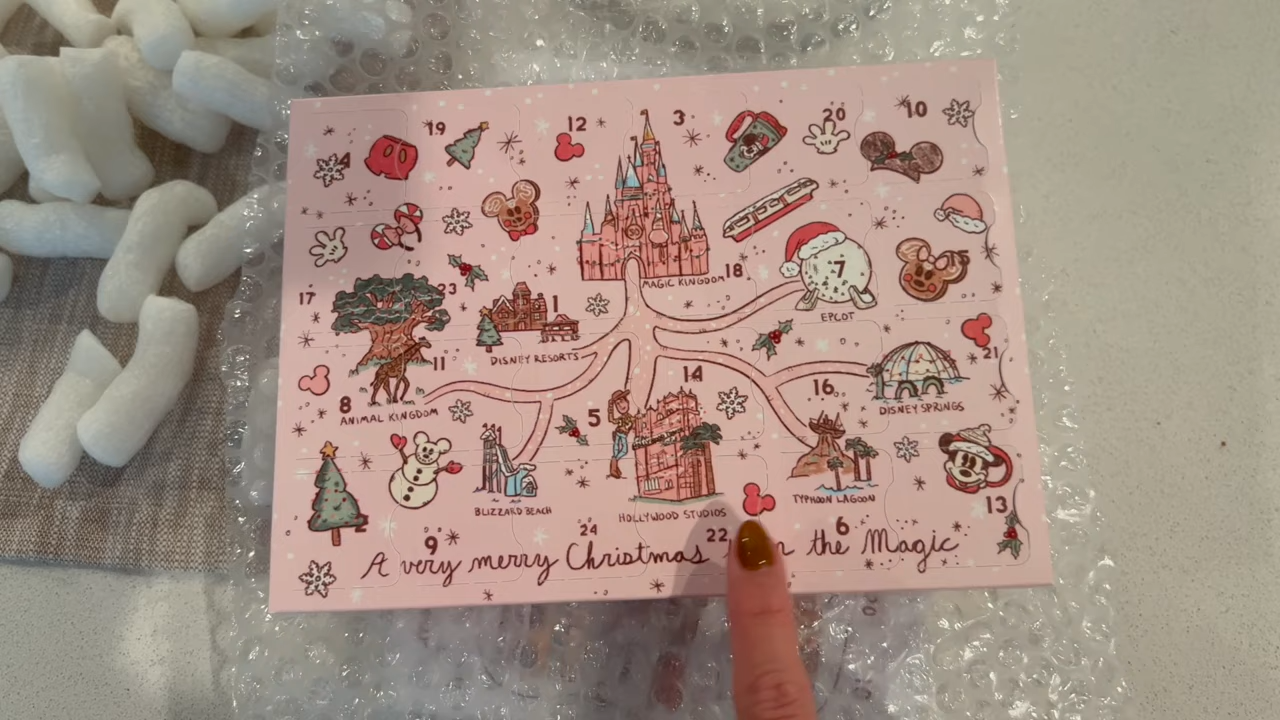 19 12 3 20 10
4
MAGIC KINGDOM 18 7 15
17 23 1
EPCOT
DISNEY RESORTS
21
11 14 16
8 5
ANIMAL KINGDOM DISNEY SPRINGS
BLIZZARD BEACH HOLLYWOOD STUDIOS TYPHOON LAGOON
13
2 9 24 22 6
A very merry Christmas the Magic